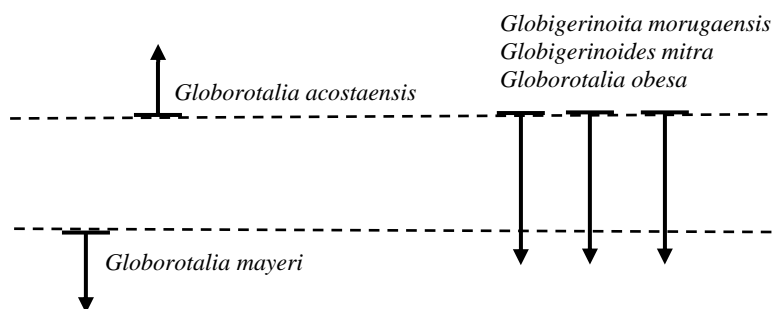 Globigerinoita morugaensis
Globigerinoides mitra
Globorotalia obesa
Globorotalia acostaensis
Globorotalia mayeri